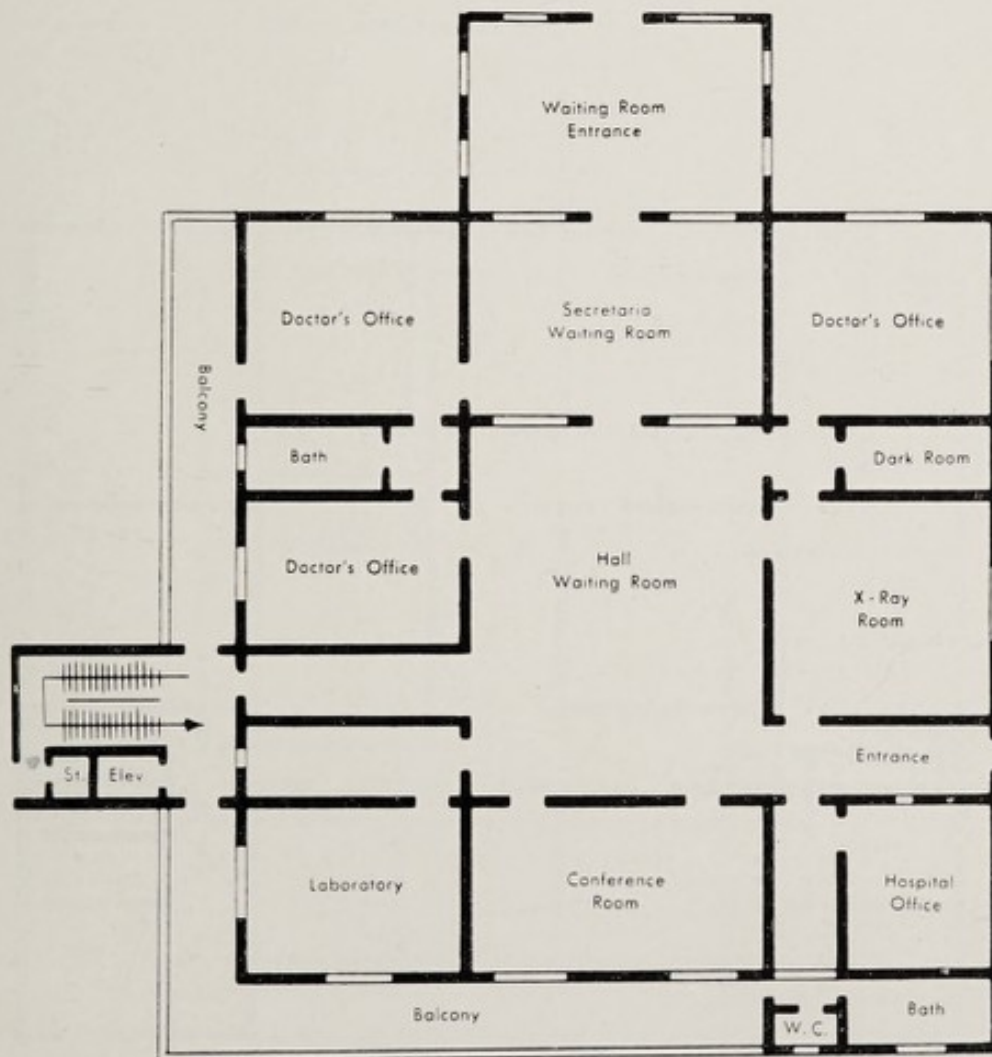 Waiting Room
Entrance
Doctor's Office
Secretaria
Waiting Room
Doctor's Office
Balcony
Bath
Dark Room
Doctor's Office
Hall
Waiting Room
X-Ray
Room
St.
Elev
Entrance
Laboratory
Conference
Room
Hospital
Office
Balcony
W. C.
Bath